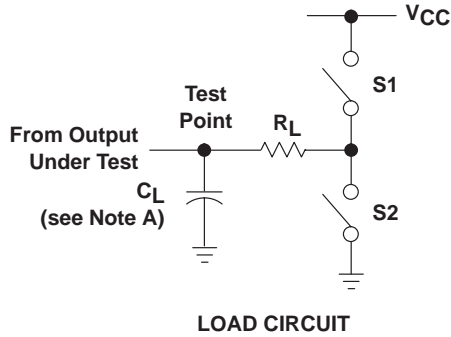 VCC
S1
Test
Point
RL
From Output
Under Test
CL
(see Note A)
S2
LOAD CIRCUIT